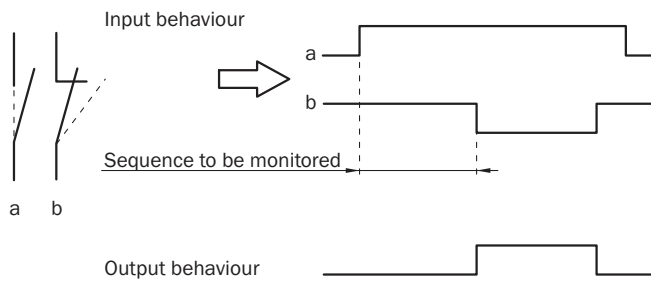 Input behaviour
a
b
Sequence to be monitored
a b
Output behaviour